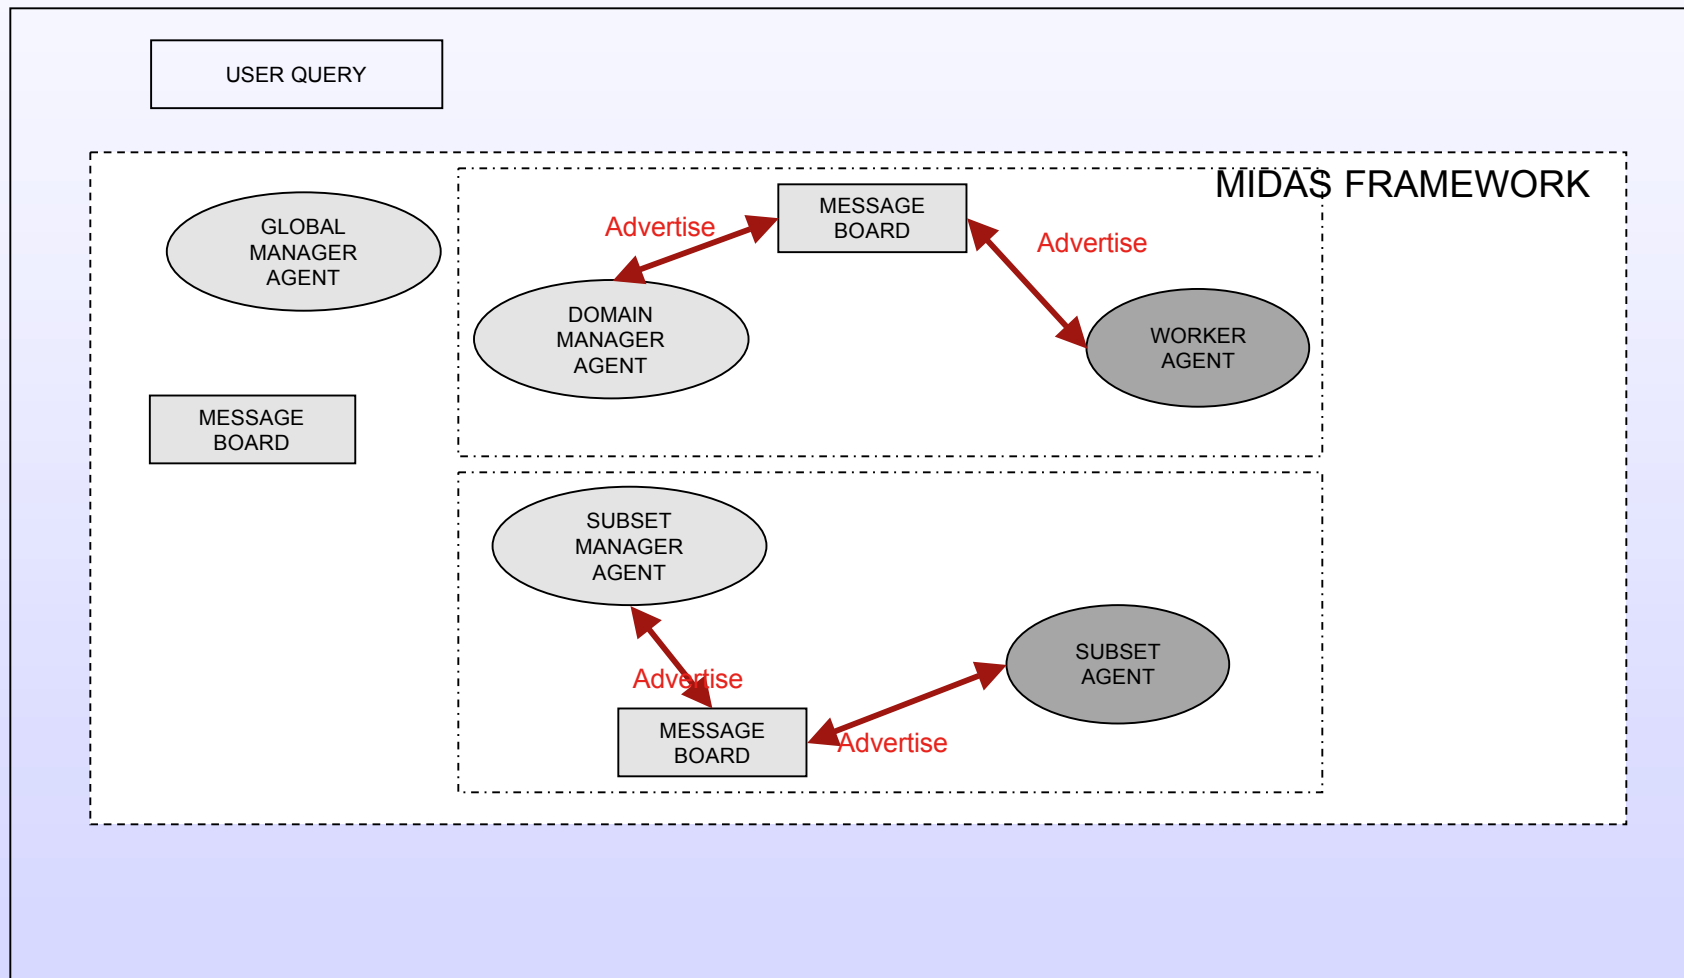 USER QUERY
MIDAS FRAMEWORK
GLOBAL
MANAGER
AGENT
MESSAGE
BOARD
Advertise
MESSAGE
BOARD
Advertise
DOMAIN
MANAGER
AGENT
WORKER
AGENT
SUBSET
MANAGER
AGENT
Advertise
SUBSET
AGENT
MESSAGE
BOARD
Advertise